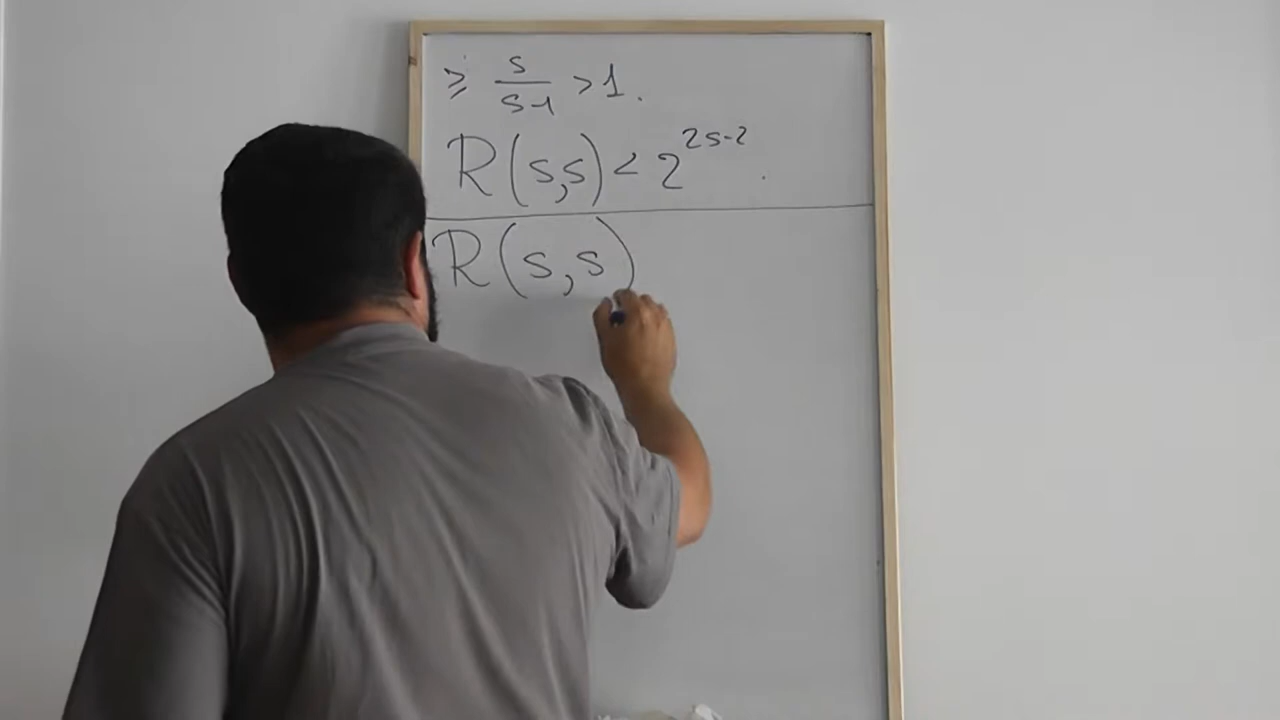 ≥ s/(s-1) > 1.
R(s,s) < 2^{2s-2}.
R(s,s)